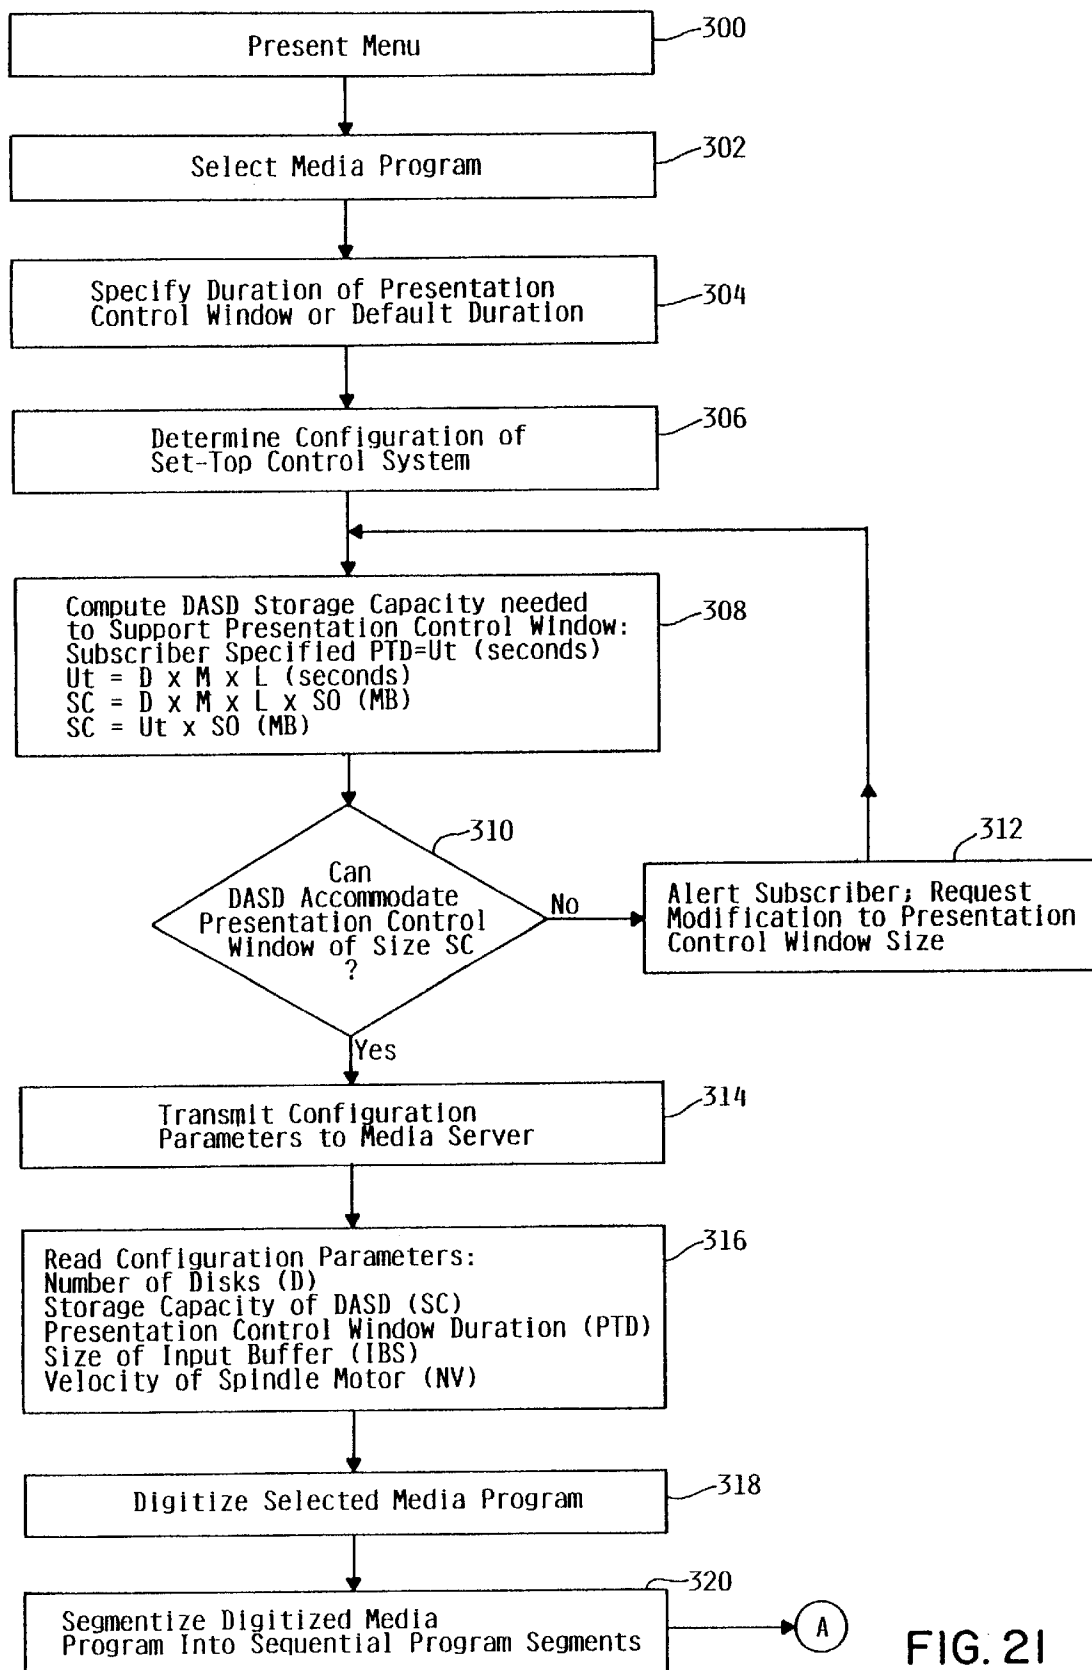 Present Menu
300
Select Media Program
302
Specify Duration of Presentation
Control Window or Default Duration
304
Determine Configuration of
Set-Top Control System
306
Compute DASD Storage Capacity needed
to Support Presentation Control Window:
Subscriber Specified PTD=Ut (seconds)
Ut = D x M x L (seconds)
SC = D x M x L x SO (MB)
SC = Ut x SO (MB)
308
Can
DASD Accommodate
Presentation Control
Window of Size SC
?
310
No
Alert Subscriber; Request
Modification to Presentation
Control Window Size
312
Yes
Transmit Configuration
Parameters to Media Server
314
Read Configuration Parameters:
Number of Disks (D)
Storage Capacity of DASD (SC)
Presentation Control Window Duration (PTD)
Size of Input Buffer (IBS)
Velocity of Spindle Motor (NV)
316
Digitize Selected Media Program
318
Segmentize Digitized Media
Program Into Sequential Program Segments
320
A
FIG. 21